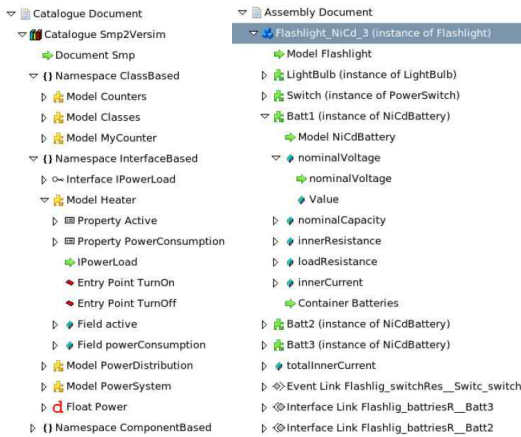 Catalogue Document
Catalogue Smp2Versim
Document Smp
{} Namespace ClassBased
Model Counters
Model Classes
Model MyCounter
{} Namespace InterfaceBased
Interface IPowerLoad
Model Heater
Property Active
Property PowerConsumption
IPowerLoad
Entry Point TurnOn
Entry Point TurnOff
Field active
Field powerConsumption
Model PowerDistribution
Model PowerSystem
d Float Power
{} Namespace ComponentBased
Assembly Document
Flashlight_NiCd_3 (instance of Flashlight)
Model Flashlight
LightBulb (instance of LightBulb)
Switch (instance of PowerSwitch)
Batt1 (instance of NiCdBattery)
Model NiCdBattery
nominalVoltage
nominalVoltage
Value
nominalCapacity
innerResistance
loadResistance
innerCurrent
Container Batteries
Batt2 (instance of NiCdBattery)
Batt3 (instance of NiCdBattery)
totalInnerCurrent
Event Link Flashlig_switchRes__Switc_switch
Interface Link Flashlig_battriesR__Batt3
Interface Link Flashlig_battriesR__Batt2